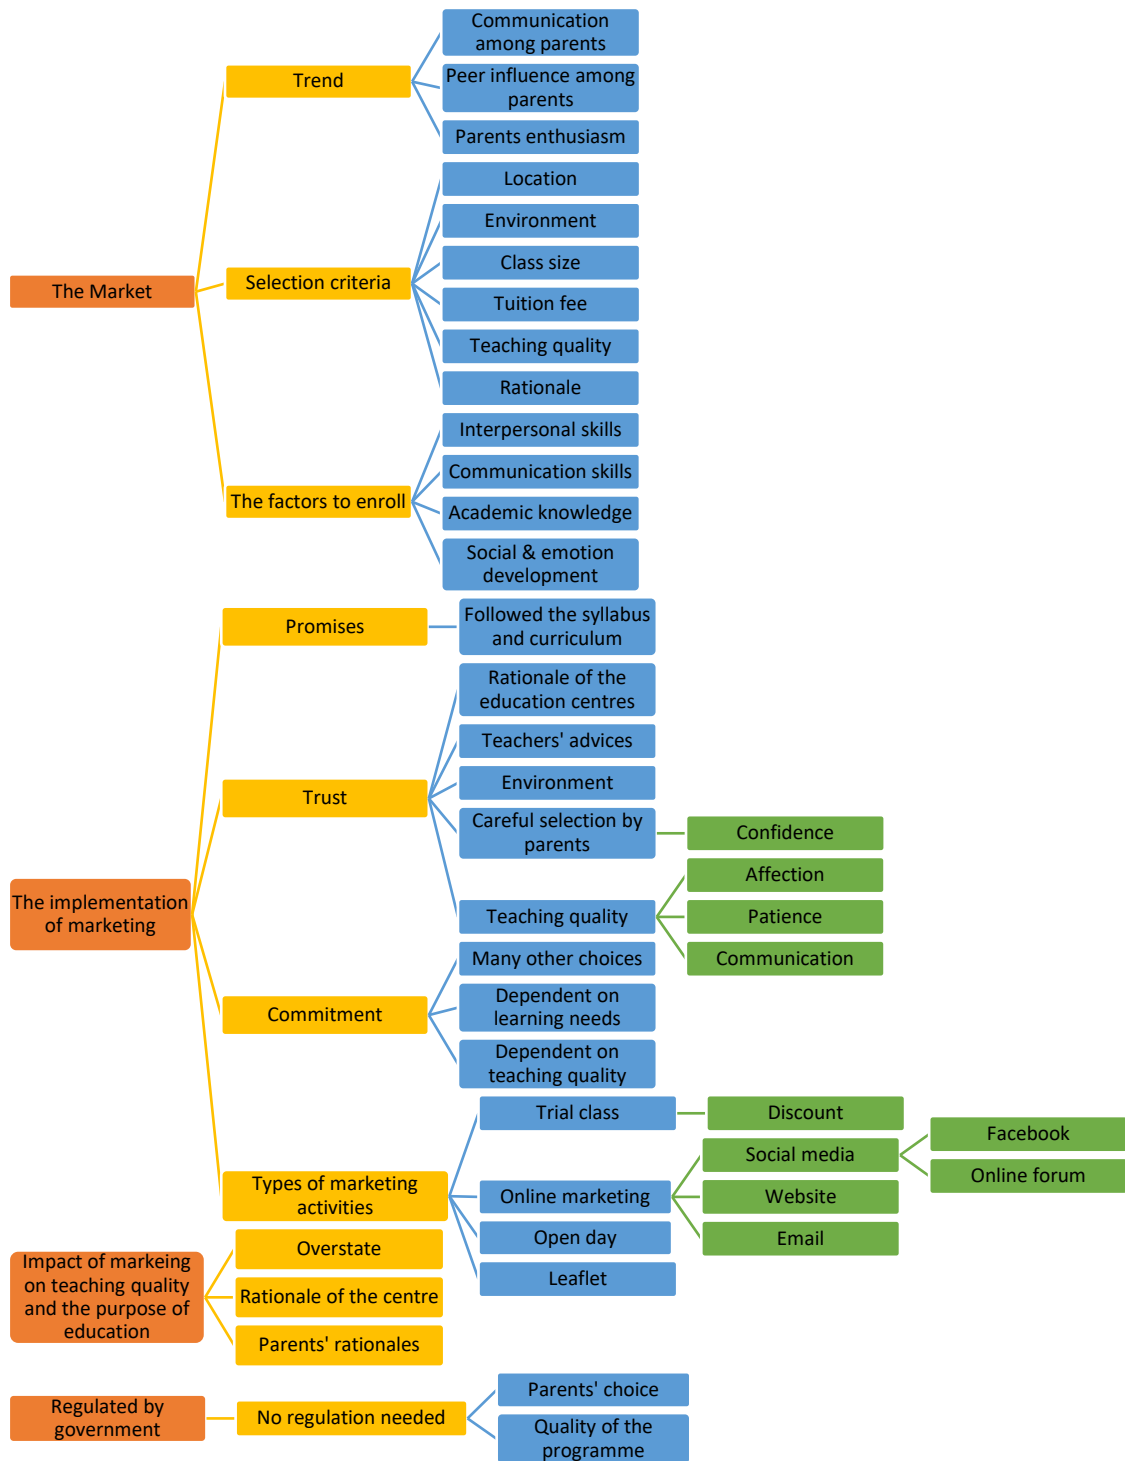 The Market
Trend
Communication
among parents
Peer influence among
parents
Parents enthusiasm
Selection criteria
Location
Environment
Class size
Tuition fee
Teaching quality
Rationale
The factors to enroll
Interpersonal skills
Communication skills
Academic knowledge
Social & emotion
development
The implementation
of marketing
Promises
Followed the syllabus
and curriculum
Trust
Rationale of the
education centres
Teachers' advices
Environment
Careful selection by
parents
Confidence
Teaching quality
Affection
Patience
Communication
Commitment
Many other choices
Dependent on
learning needs
Dependent on
teaching quality
Types of marketing
activities
Trial class
Discount
Online marketing
Social media
Facebook
Online forum
Website
Email
Open day
Leaflet
Impact of markeing
on teaching quality
and the purpose of
education
Overstate
Rationale of the centre
Parents' rationales
Regulated by
government
No regulation needed
Parents' choice
Quality of the
programme